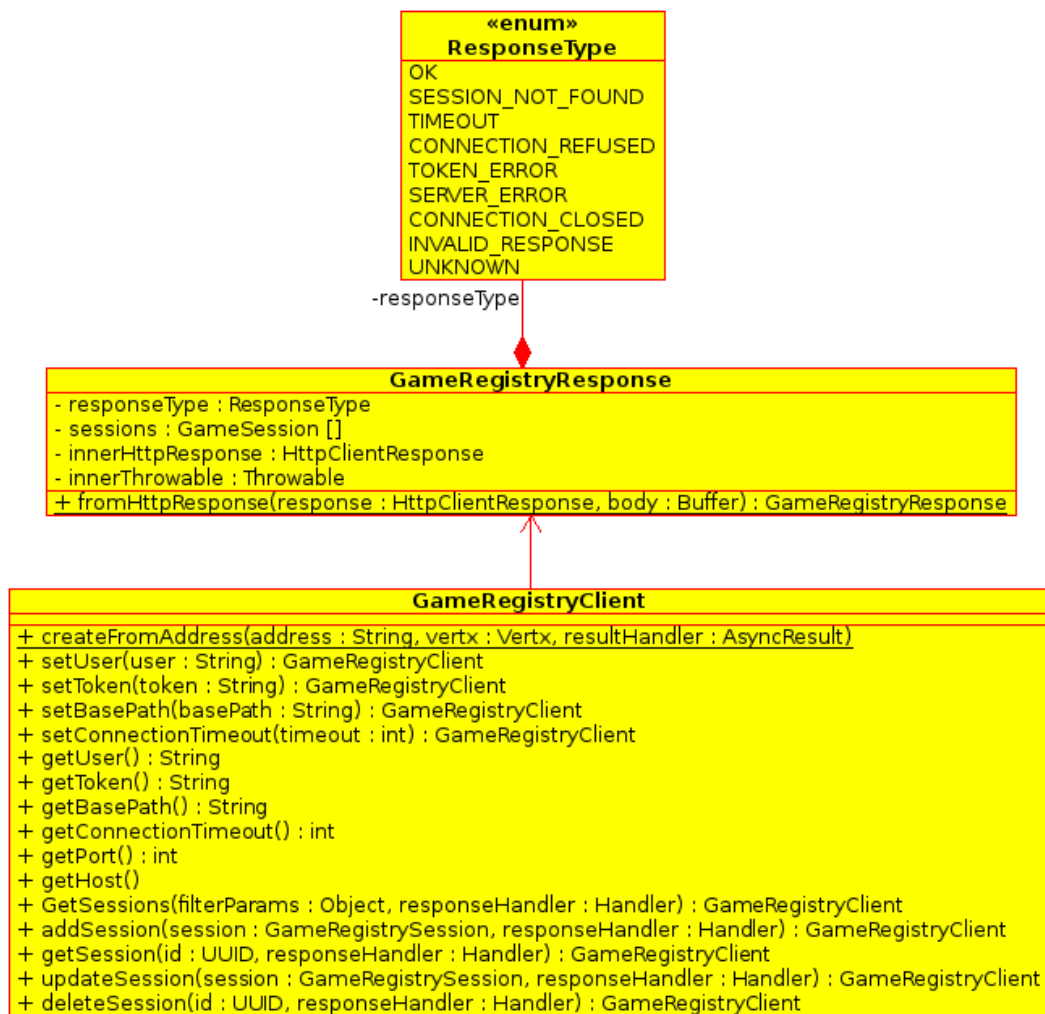 «enum»
ResponseType
OK
SESSION_NOT_FOUND
TIMEOUT
CONNECTION_REFUSED
TOKEN_ERROR
SERVER_ERROR
CONNECTION_CLOSED
INVALID_RESPONSE
UNKNOWN
-responseType
GameRegistryResponse
- responseType : ResponseType
- sessions : GameSession []
- innerHttpResponse : HttpClientResponse
- innerThrowable : Throwable
+ fromHttpResponse(response : HttpClientResponse, body : Buffer) : GameRegistryResponse
GameRegistryClient
+ createFromAddress(address : String, vertx : Vertx, resultHandler : AsyncResult)
+ setUser(user : String) : GameRegistryClient
+ setToken(token : String) : GameRegistryClient
+ setBasePath(basePath : String) : GameRegistryClient
+ setConnectionTimeout(timeout : int) : GameRegistryClient
+ getUser() : String
+ getToken() : String
+ getBasePath() : String
+ getConnectionTimeout() : int
+ getPort() : int
+ getHost()
+ GetSessions(filterParams : Object, responseHandler : Handler) : GameRegistryClient
+ addSession(session : GameRegistrySession, responseHandler : Handler) : GameRegistryClient
+ getSession(id : UUID, responseHandler : Handler) : GameRegistryClient
+ updateSession(session : GameRegistrySession, responseHandler : Handler) : GameRegistryClient
+ deleteSession(id : UUID, responseHandler : Handler) : GameRegistryClient